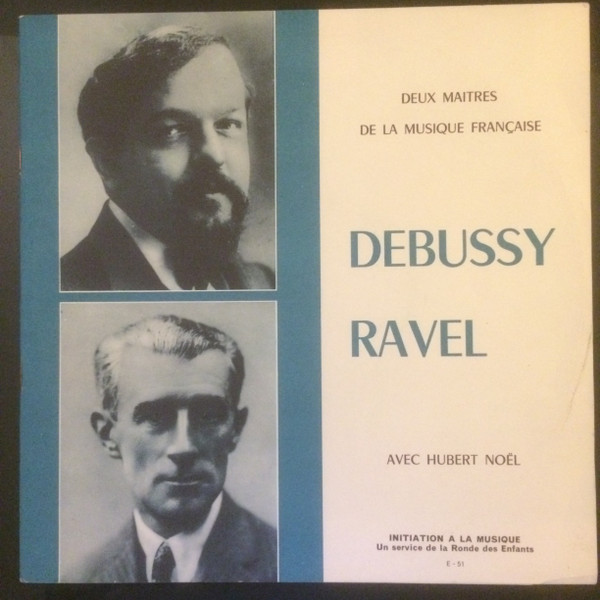 DEUX MAITRES
DE LA MUSIQUE FRANÇAISE
DEBUSSY
RAVEL
AVEC HUBERT NOËL
INITIATION A LA MUSIQUE
Un service de la Ronde des Enfants
E-51